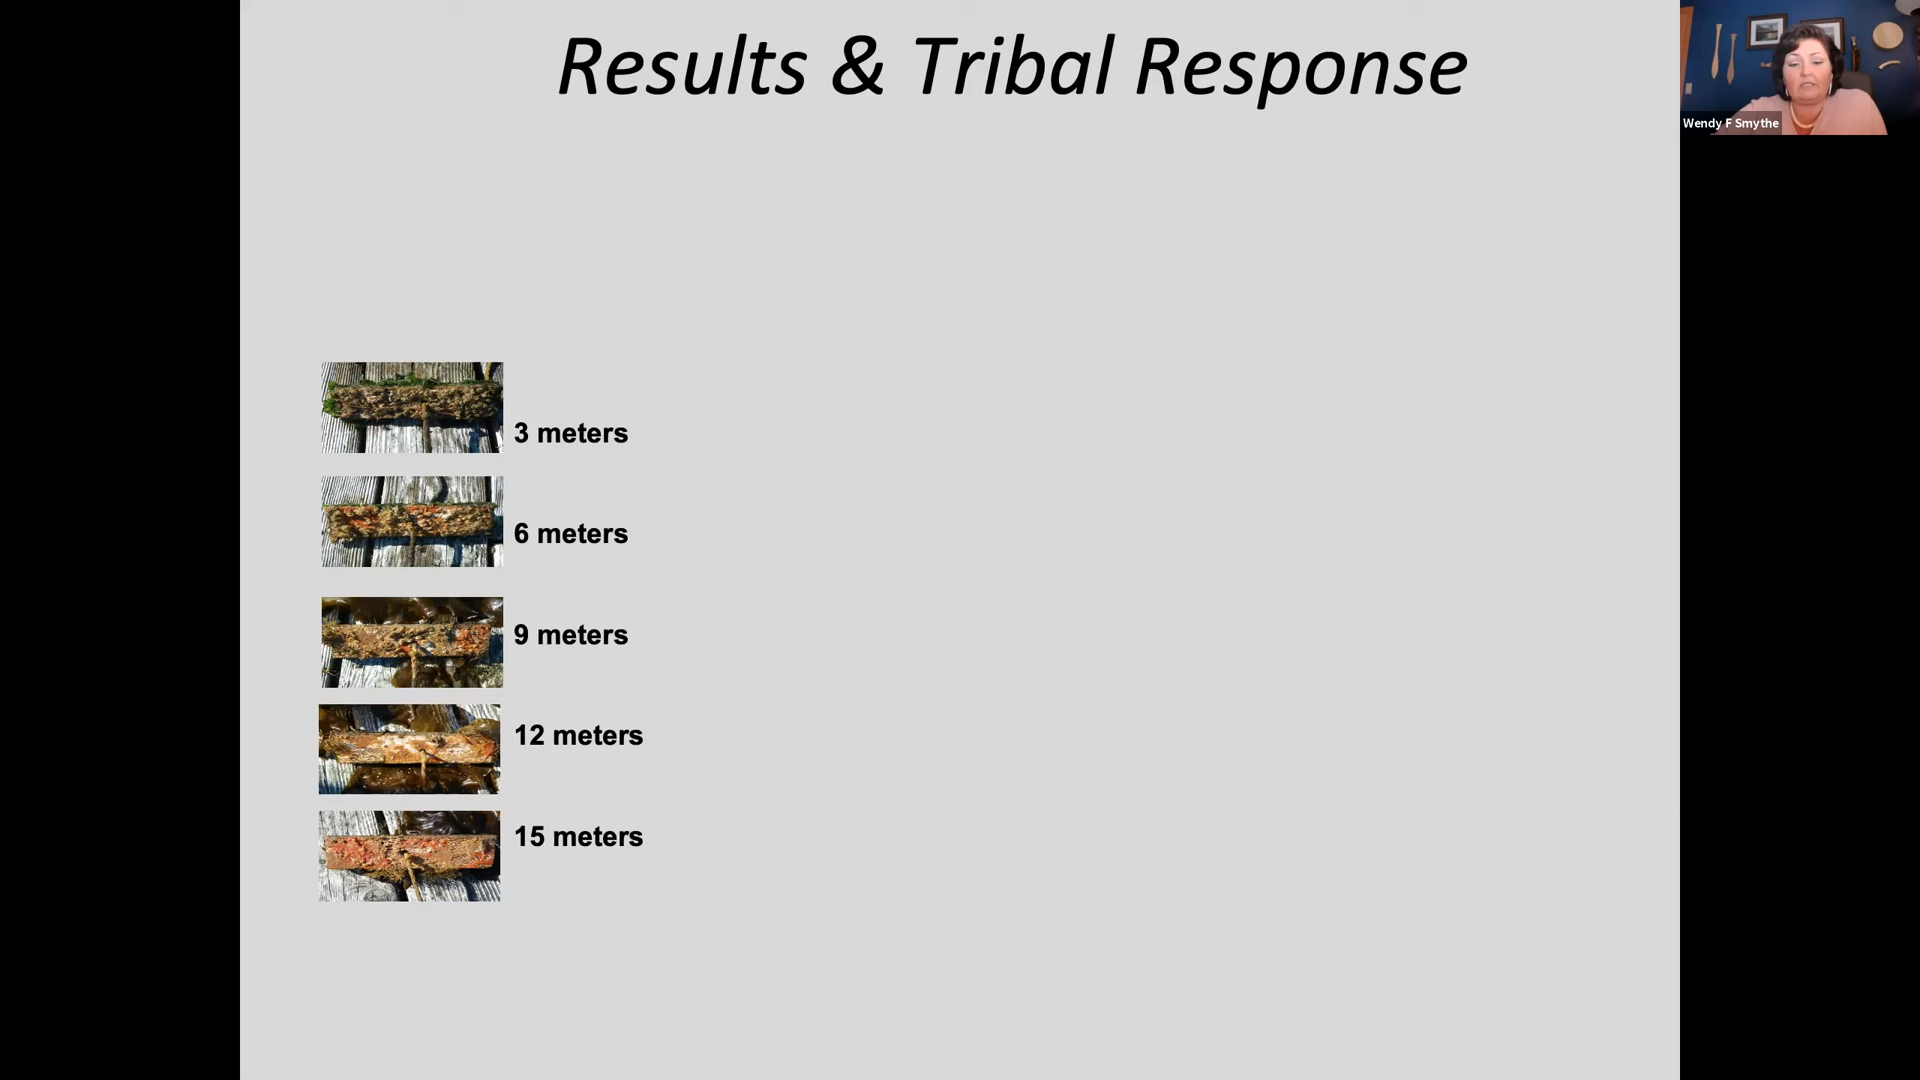 Results & Tribal Response
Wendy F Smythe
3 meters
6 meters
9 meters
12 meters
15 meters